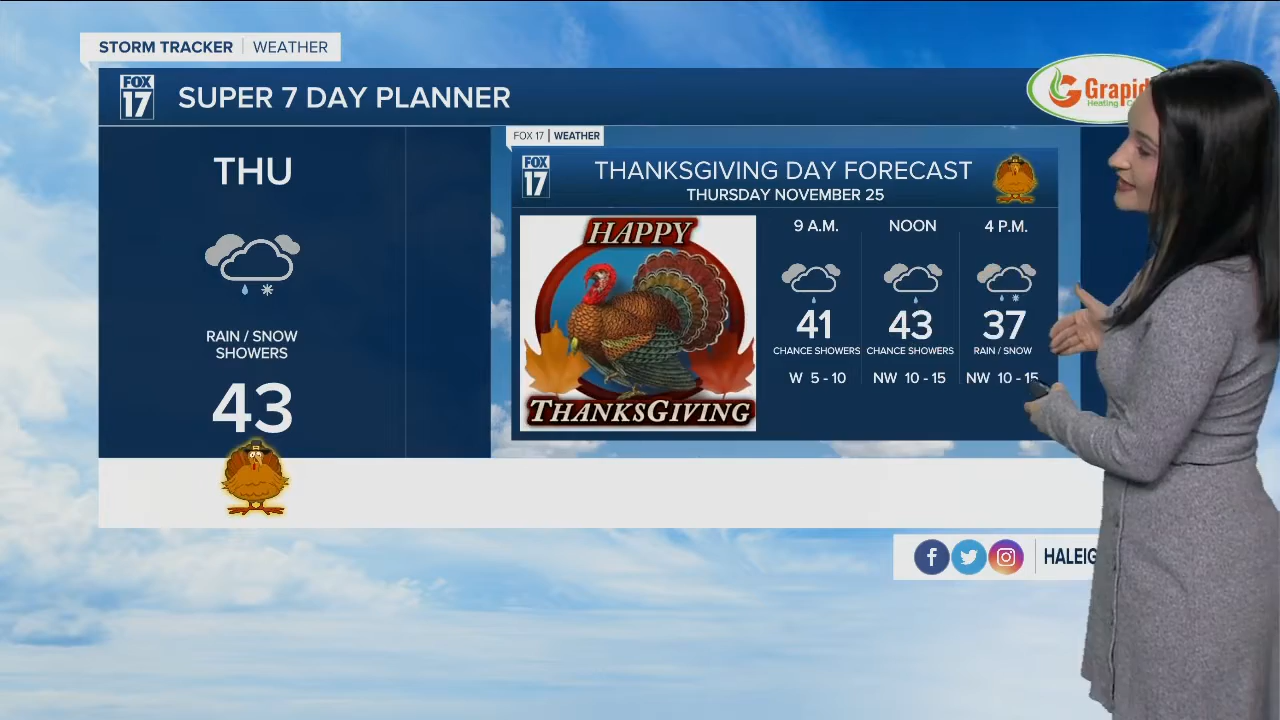 STORM TRACKER | WEATHER
FOX
17
SUPER 7 DAY PLANNER
THU
RAIN / SNOW
SHOWERS
43
FOX 17 | WEATHER
FOX
17
THANKSGIVING DAY FORECAST
THURSDAY NOVEMBER 25
HAPPY
THANKSGIVING
9 A.M. NOON 4 P.M.
41 43 37
CHANCE SHOWERS CHANCE SHOWERS RAIN / SNOW
W 5 - 10 NW 10 - 15 NW 10 - 15
Heating